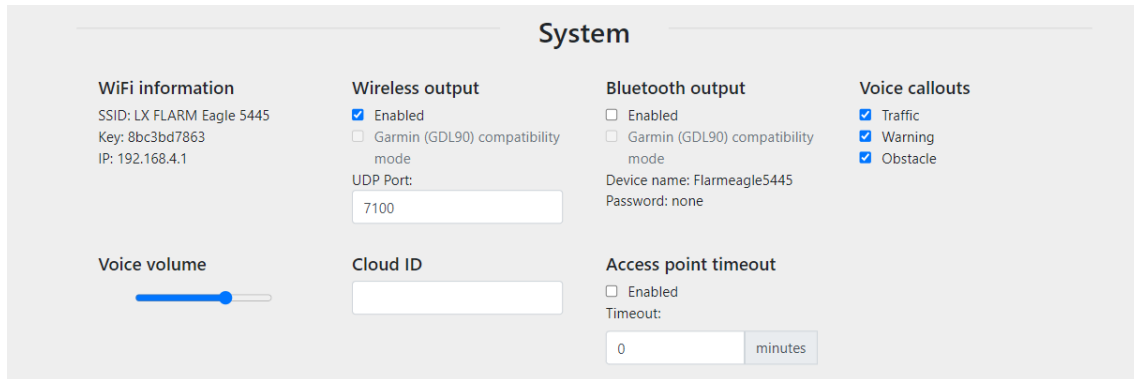 System
WiFi information
SSID: LX FLARM Eagle 5445
Key: 8bc3bd7863
IP: 192.168.4.1
Wireless output
Enabled
Garmin (GDL90) compatibility
mode
UDP Port:
7100
Bluetooth output
Enabled
Garmin (GDL90) compatibility
mode
Device name: Flarmeagle5445
Password: none
Voice callouts
Traffic
Warning
Obstacle
Voice volume
Cloud ID
Access point timeout
Enabled
Timeout:
0 minutes